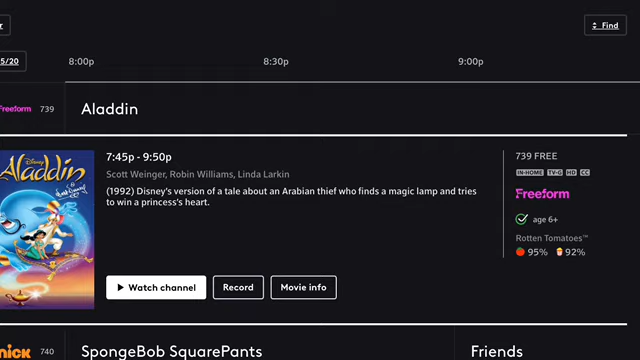 r
Find
5/20
8:00p 8:30p 9:00p
Freeform 739 Aladdin
Disney
Aladdin
7:45p - 9:50p
Scott Weinger, Robin Williams, Linda Larkin
(1992) Disney's version of a tale about an Arabian thief who finds a magic lamp and tries
to win a princess's heart.
Watch channel Record Movie info
739 FREE
IN-HOME TV-G HD CC
Freeform
age 6+
Rotten Tomatoes™
95% 92%
nick 740 SpongeBob SquarePants Friends